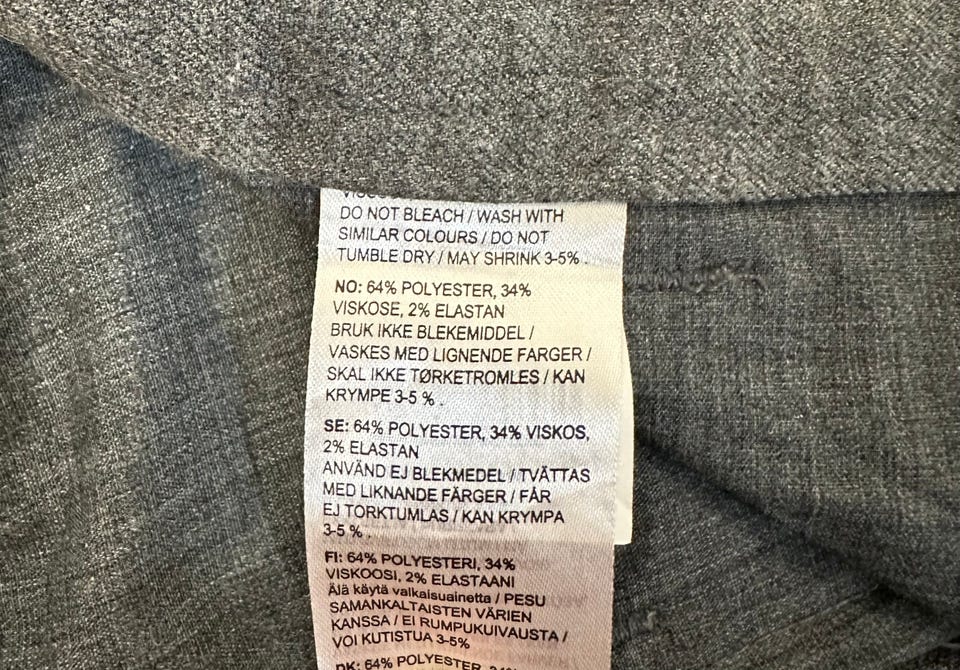 DO NOT BLEACH / WASH WITH
SIMILAR COLOURS / DO NOT
TUMBLE DRY / MAY SHRINK 3-5% .
NO: 64% POLYESTER, 34%
VISKOSE, 2% ELASTAN
BRUK IKKE BLEKEMIDDEL /
VASKES MED LIGNENDE FARGER /
SKAL IKKE TØRKETROMLES / KAN
KRYMPE 3-5 % .
SE: 64% POLYESTER, 34% VISKOS,
2% ELASTAN
ANVÄND EJ BLEKMEDEL / TVÄTTAS
MED LIKNANDE FÄRGER / FÅR
EJ TORKTUMLAS / KAN KRYMPA
3-5 % .
FI: 64% POLYESTERI, 34%
VISKOOSI, 2% ELASTAANI
Älä käytä valkaisuainetta / PESU
SAMANKALTAISTEN VÄRIEN
KANSSA / EI RUMPUKUIVAUSTA /
VOI KUTISTUA 3-5%
DK: 64% POLYESTER, 34%